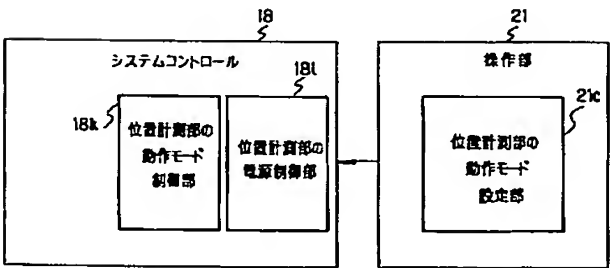 18
システムコントロール
18k
位置計測部の
動作モード
制御部
18l
位置計測部の
電源制御部
21
操作部
21c
位置計測部の
動作モード
設定部